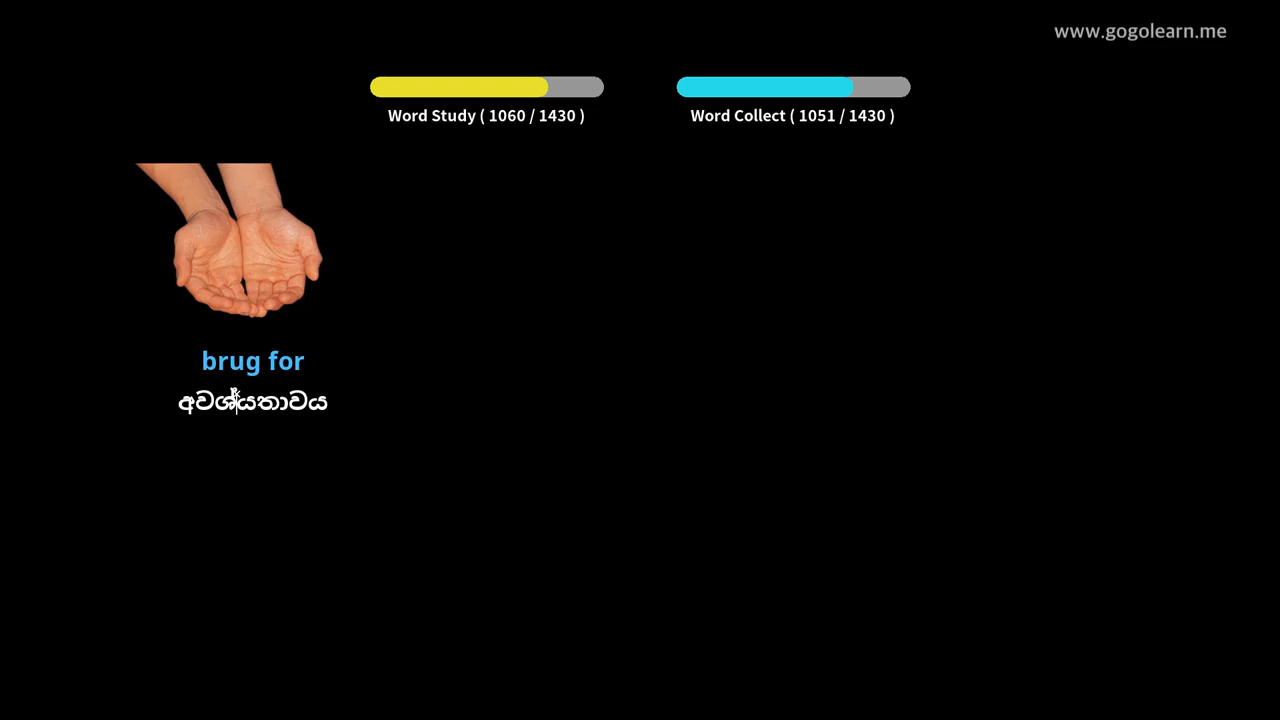 www.gogolearn.me
Word Study ( 1060 / 1430 )
Word Collect ( 1051 / 1430 )
brug for
අවශ්‍යතාවය